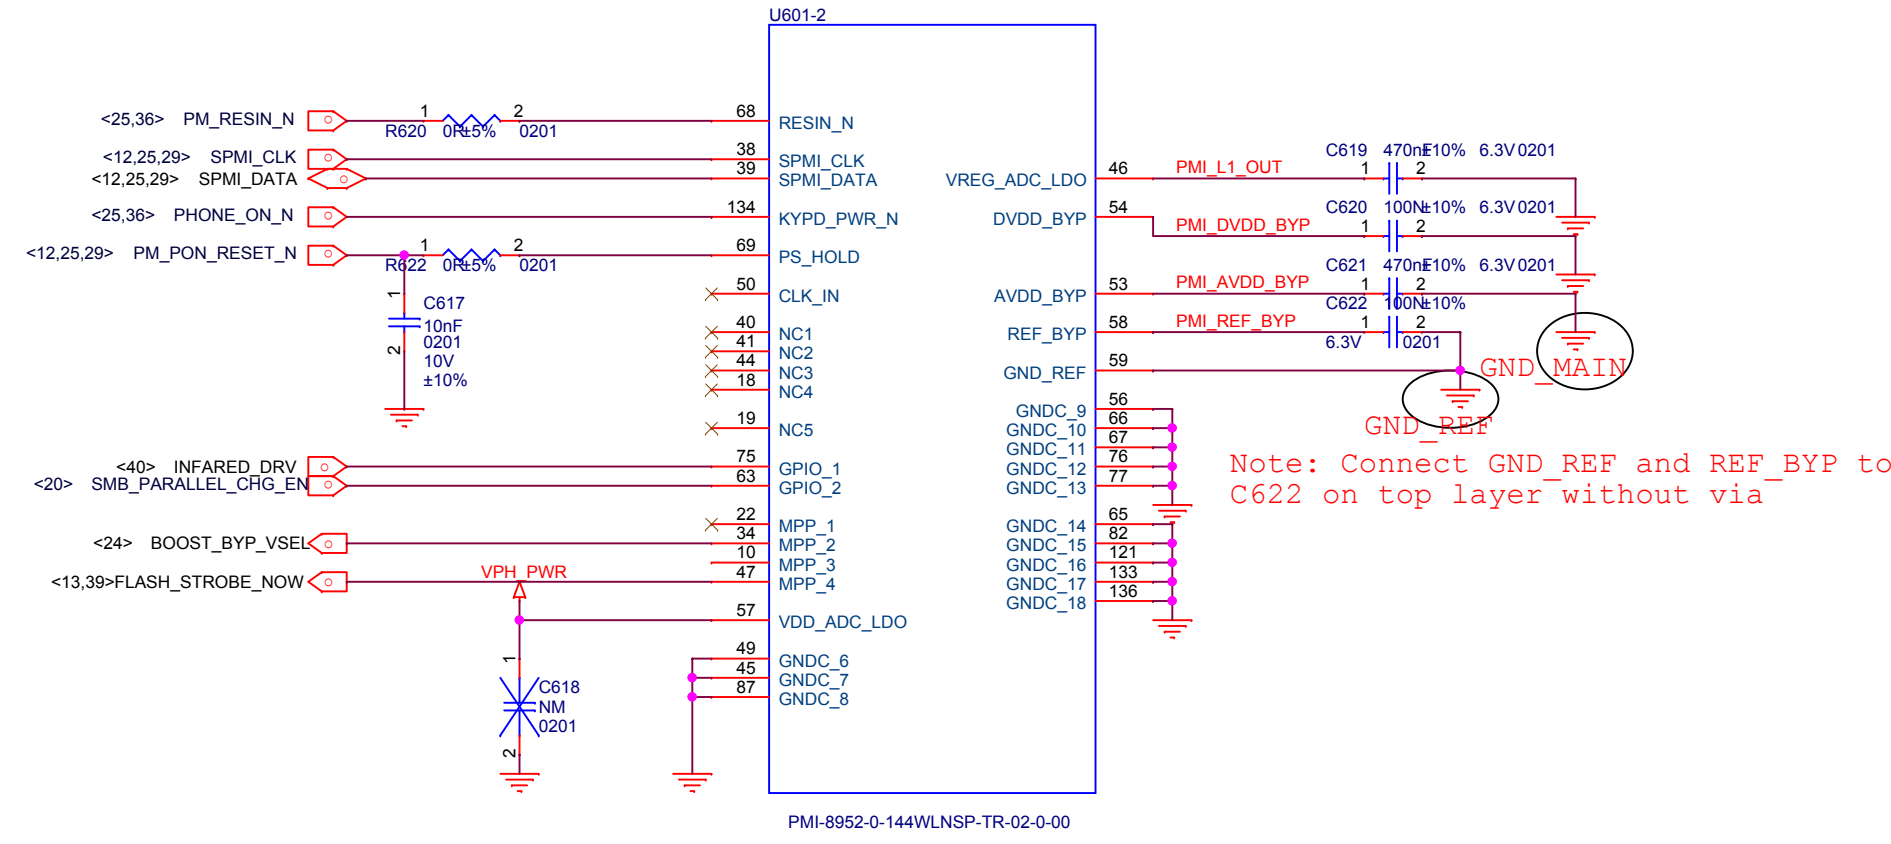 U601-2
<25,36> PM_RESIN_N
1 2
R620 0R±5% 0201
68 RESIN_N
<12,25,29> SPMI_CLK
38 SPMI_CLK
<12,25,29> SPMI_DATA
39 SPMI_DATA
<25,36> PHONE_ON_N
134 KYPD_PWR_N
<12,25,29> PM_PON_RESET_N
1 2
R622 0R±5% 0201
69 PS_HOLD
1
C617
10nF
0201
10V
±10%
2
50 CLK_IN
40 NC1
41 NC2
44 NC3
18 NC4
19 NC5
<40> INFARED_DRV
75 GPIO_1
<20> SMB_PARALLEL_CHG_EN
63 GPIO_2
22 MPP_1
<24> BOOST_BYP_VSEL
34 MPP_2
10 MPP_3
<13,39>FLASH_STROBE_NOW
47 MPP_4
VPH_PWR
57 VDD_ADC_LDO
1
C618
NM
0201
2
49 GNDC_6
45 GNDC_7
87 GNDC_8
VREG_ADC_LDO 46 PMI_L1_OUT
C619 470nF±10% 6.3V 0201
1 2
DVDD_BYP 54 PMI_DVDD_BYP
C620 100N±10% 6.3V 0201
1 2
AVDD_BYP 53 PMI_AVDD_BYP
C621 470nF±10% 6.3V 0201
1 2
REF_BYP 58 PMI_REF_BYP
C622 100N±10%
1 2
6.3V 0201
GND_REF 59
GND_MAIN
GND_REF
GNDC_9 56
GNDC_10 66
GNDC_11 67
GNDC_12 76
GNDC_13 77
GNDC_14 65
GNDC_15 82
GNDC_16 121
GNDC_17 133
GNDC_18 136
Note: Connect GND_REF and REF_BYP to
C622 on top layer without via
PMI-8952-0-144WLNSP-TR-02-0-00